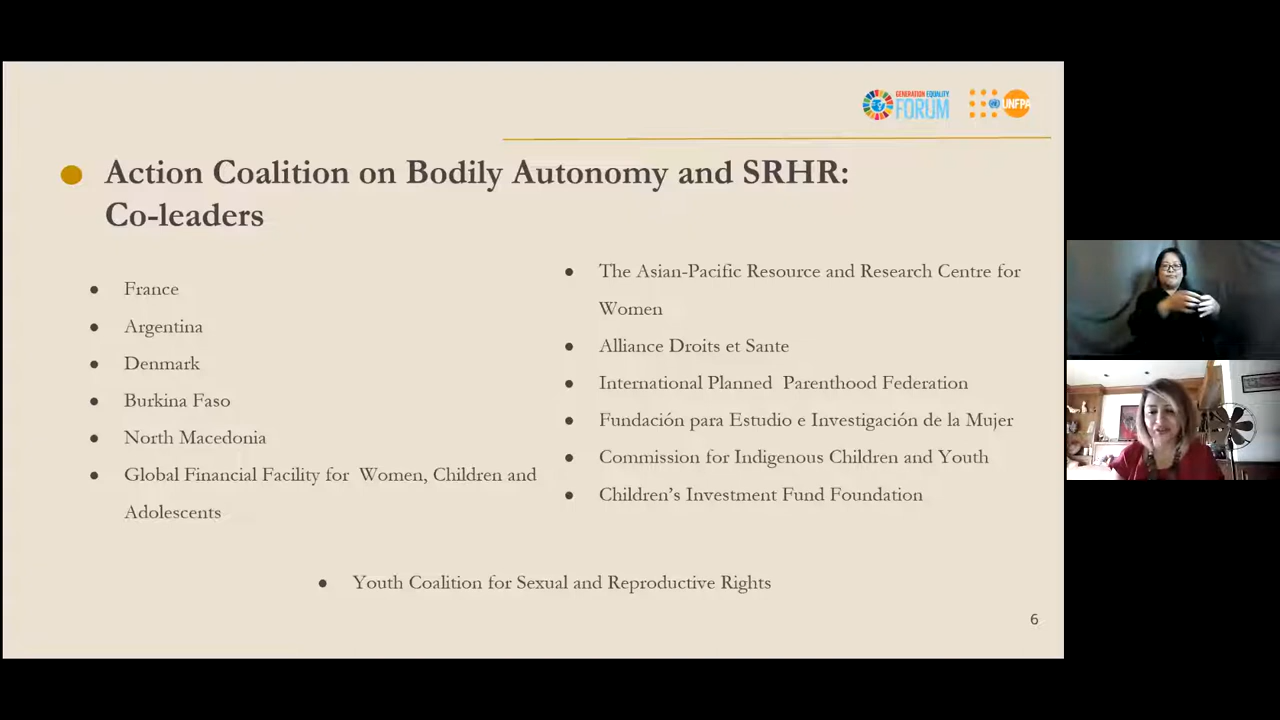 GENERATION EQUALITY
FORUM
UNFPA
Action Coalition on Bodily Autonomy and SRHR:
Co-leaders
France
Argentina
Denmark
Burkina Faso
North Macedonia
Global Financial Facility for Women, Children and
Adolescents
The Asian-Pacific Resource and Research Centre for
Women
Alliance Droits et Sante
International Planned Parenthood Federation
Fundación para Estudio e Investigación de la Mujer
Commission for Indigenous Children and Youth
Children's Investment Fund Foundation
Youth Coalition for Sexual and Reproductive Rights
6